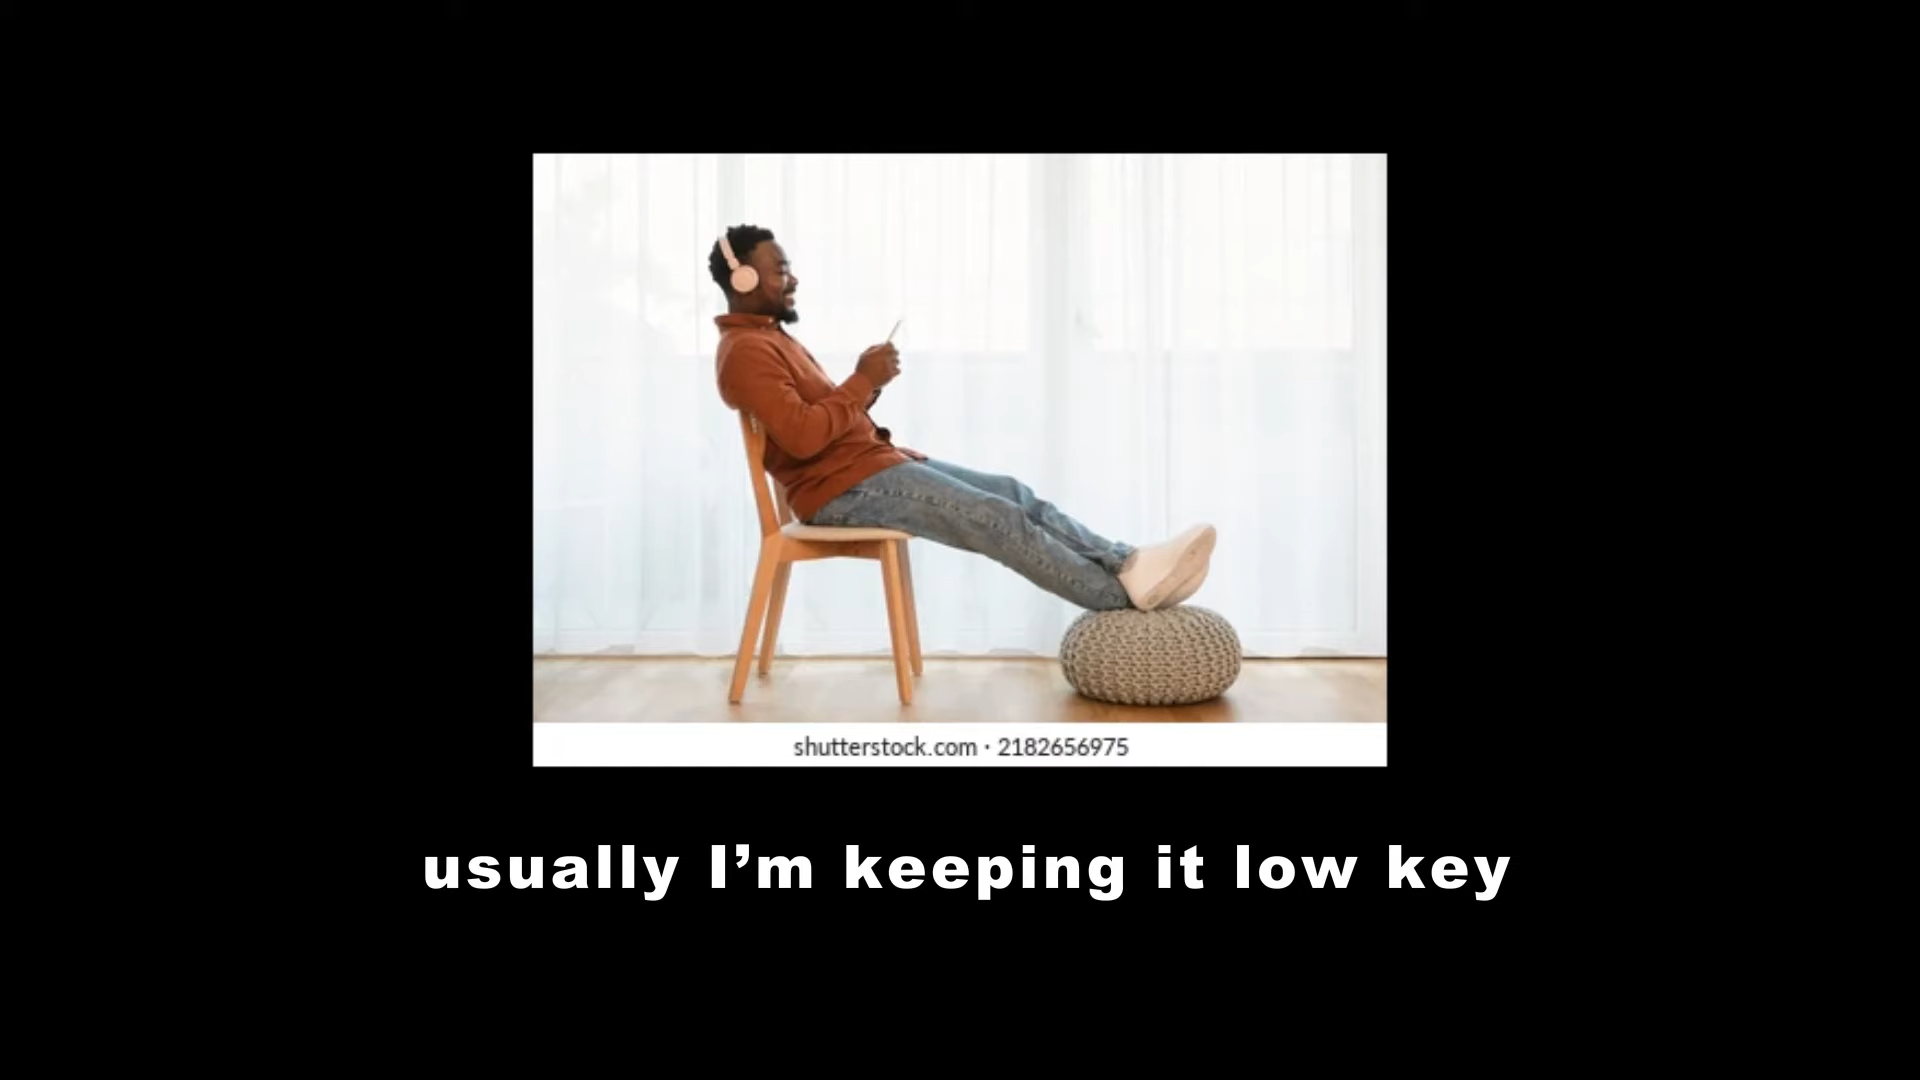 shutterstock.com · 2182656975
usually I’m keeping it low key